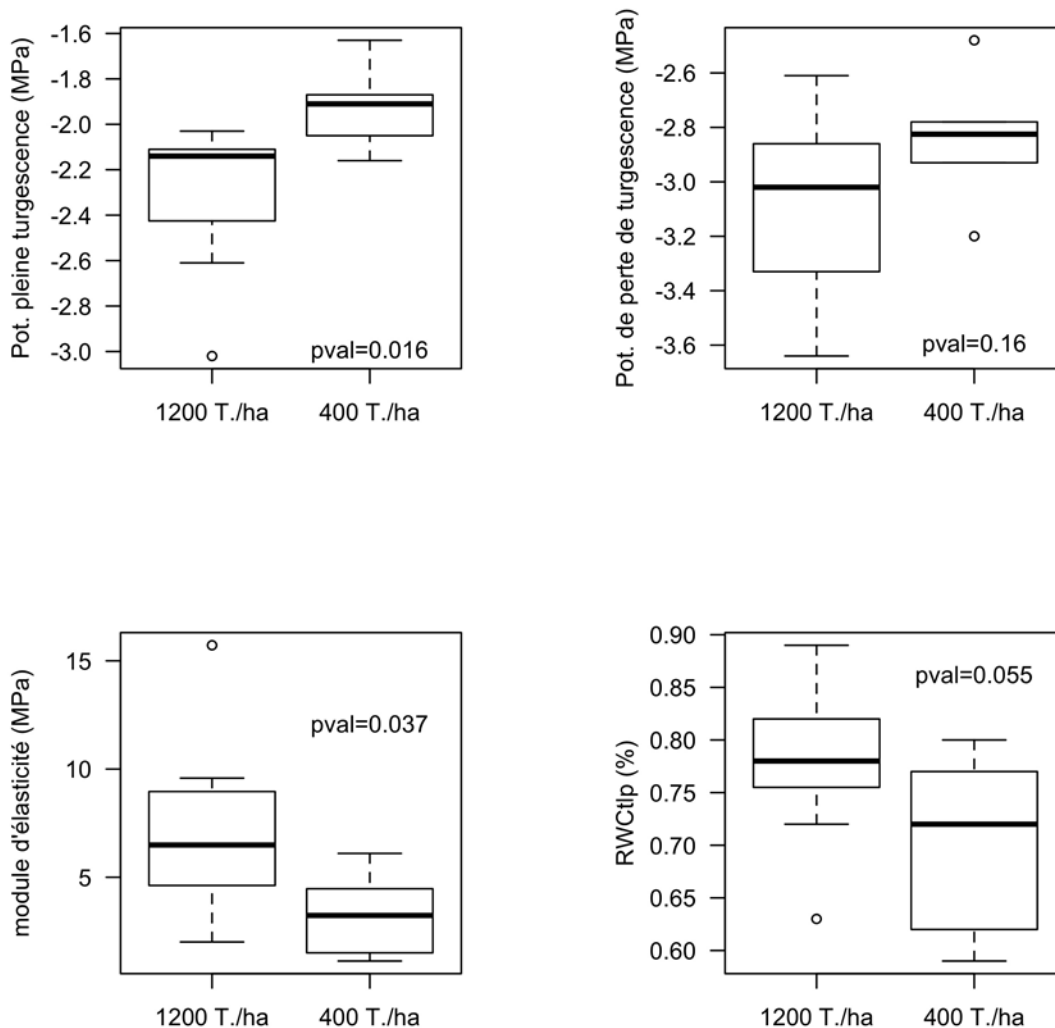 Pot. pleine turgescence (MPa)
-1.6
-1.8
-2.0
-2.2
-2.4
-2.6
-2.8
-3.0
pval=0.016
1200 T./ha
400 T./ha
Pot. de perte de turgescence (MPa)
-2.6
-2.8
-3.0
-3.2
-3.4
-3.6
pval=0.16
1200 T./ha
400 T./ha
module d'élasticité (MPa)
15
10
5
pval=0.037
1200 T./ha
400 T./ha
RWCtlp (%)
0.90
0.85
0.80
0.75
0.70
0.65
0.60
pval=0.055
1200 T./ha
400 T./ha